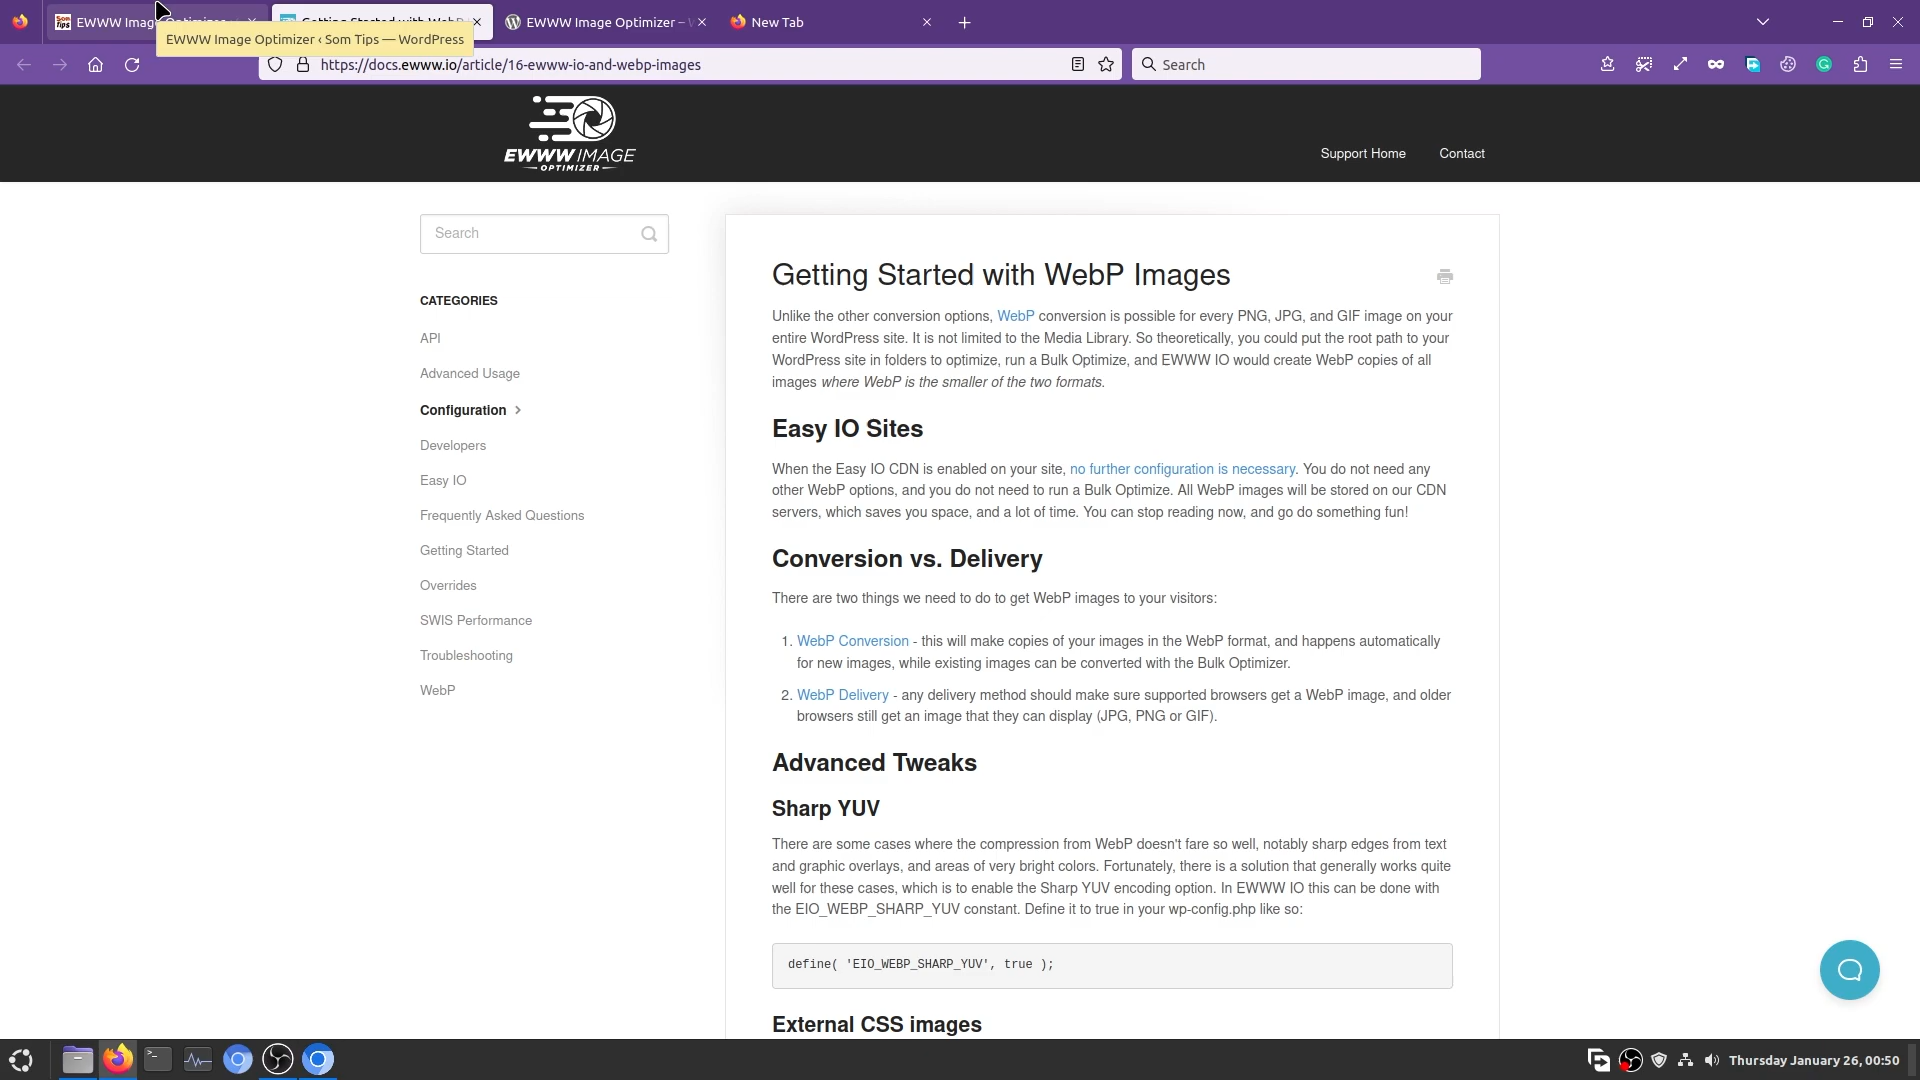 EWWW Image Optimizer
Getting Started with WebP
EWWW Image Optimizer –
New Tab
EWWW Image Optimizer ‹ Som Tips — WordPress
https://docs.ewww.io/article/16-ewww-io-and-webp-images
Search
EWWW IMAGE
OPTIMIZER
Support Home
Contact
Search
CATEGORIES
API
Advanced Usage
Configuration
Developers
Easy IO
Frequently Asked Questions
Getting Started
Overrides
SWIS Performance
Troubleshooting
WebP
Getting Started with WebP Images
Unlike the other conversion options, WebP conversion is possible for every PNG, JPG, and GIF image on your
entire WordPress site. It is not limited to the Media Library. So theoretically, you could put the root path to your
WordPress site in folders to optimize, run a Bulk Optimize, and EWWW IO would create WebP copies of all
images where WebP is the smaller of the two formats.
Easy IO Sites
When the Easy IO CDN is enabled on your site, no further configuration is necessary. You do not need any
other WebP options, and you do not need to run a Bulk Optimize. All WebP images will be stored on our CDN
servers, which saves you space, and a lot of time. You can stop reading now, and go do something fun!
Conversion vs. Delivery
There are two things we need to do to get WebP images to your visitors:
1. WebP Conversion - this will make copies of your images in the WebP format, and happens automatically
for new images, while existing images can be converted with the Bulk Optimizer.
2. WebP Delivery - any delivery method should make sure supported browsers get a WebP image, and older
browsers still get an image that they can display (JPG, PNG or GIF).
Advanced Tweaks
Sharp YUV
There are some cases where the compression from WebP doesn't fare so well, notably sharp edges from text
and graphic overlays, and areas of very bright colors. Fortunately, there is a solution that generally works quite
well for these cases, which is to enable the Sharp YUV encoding option. In EWWW IO this can be done with
the EIO_WEBP_SHARP_YUV constant. Define it to true in your wp-config.php like so:
define( 'EIO_WEBP_SHARP_YUV', true );
External CSS images
Thursday January 26, 00:50